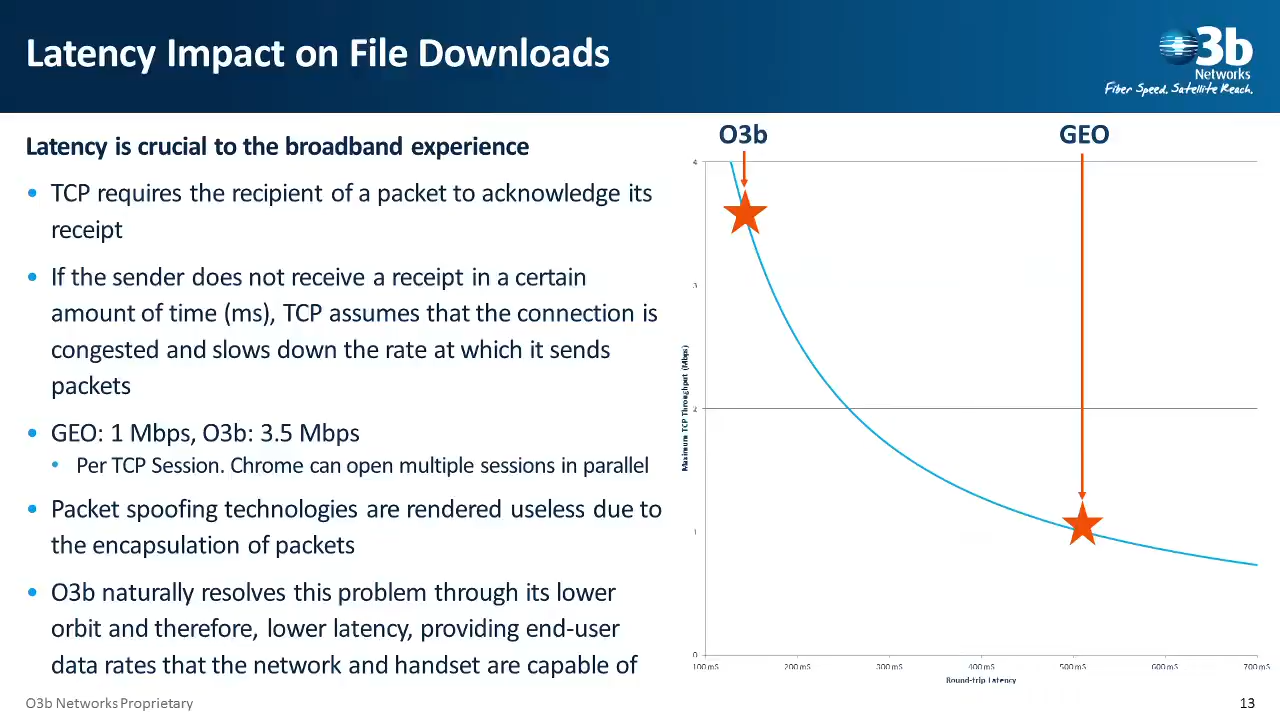 Latency Impact on File Downloads
O3b
Networks
Fiber Speed. Satellite Reach.
Latency is crucial to the broadband experience
• TCP requires the recipient of a packet to acknowledge its
receipt
• If the sender does not receive a receipt in a certain
amount of time (ms), TCP assumes that the connection is
congested and slows down the rate at which it sends
packets
• GEO: 1 Mbps, O3b: 3.5 Mbps
• Per TCP Session. Chrome can open multiple sessions in parallel
• Packet spoofing technologies are rendered useless due to
the encapsulation of packets
• O3b naturally resolves this problem through its lower
orbit and therefore, lower latency, providing end-user
data rates that the network and handset are capable of
O3b
GEO
Maximum TCP Throughput (Mbps)
4
3
2
1
0
100 mS
200 mS
300 mS
400 mS
500 mS
600 mS
700 mS
Round-trip Latency
O3b Networks Proprietary
13